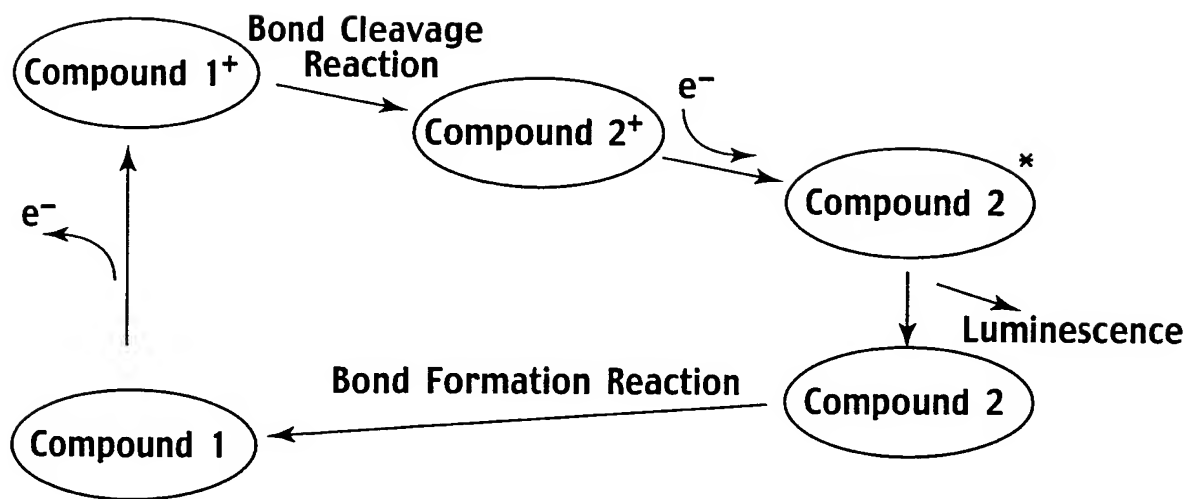 Bond Cleavage
Reaction
Compound 1+
e−
Compound 2+
*
Compound 2
e−
Luminescence
Bond Formation Reaction
Compound 2
Compound 1